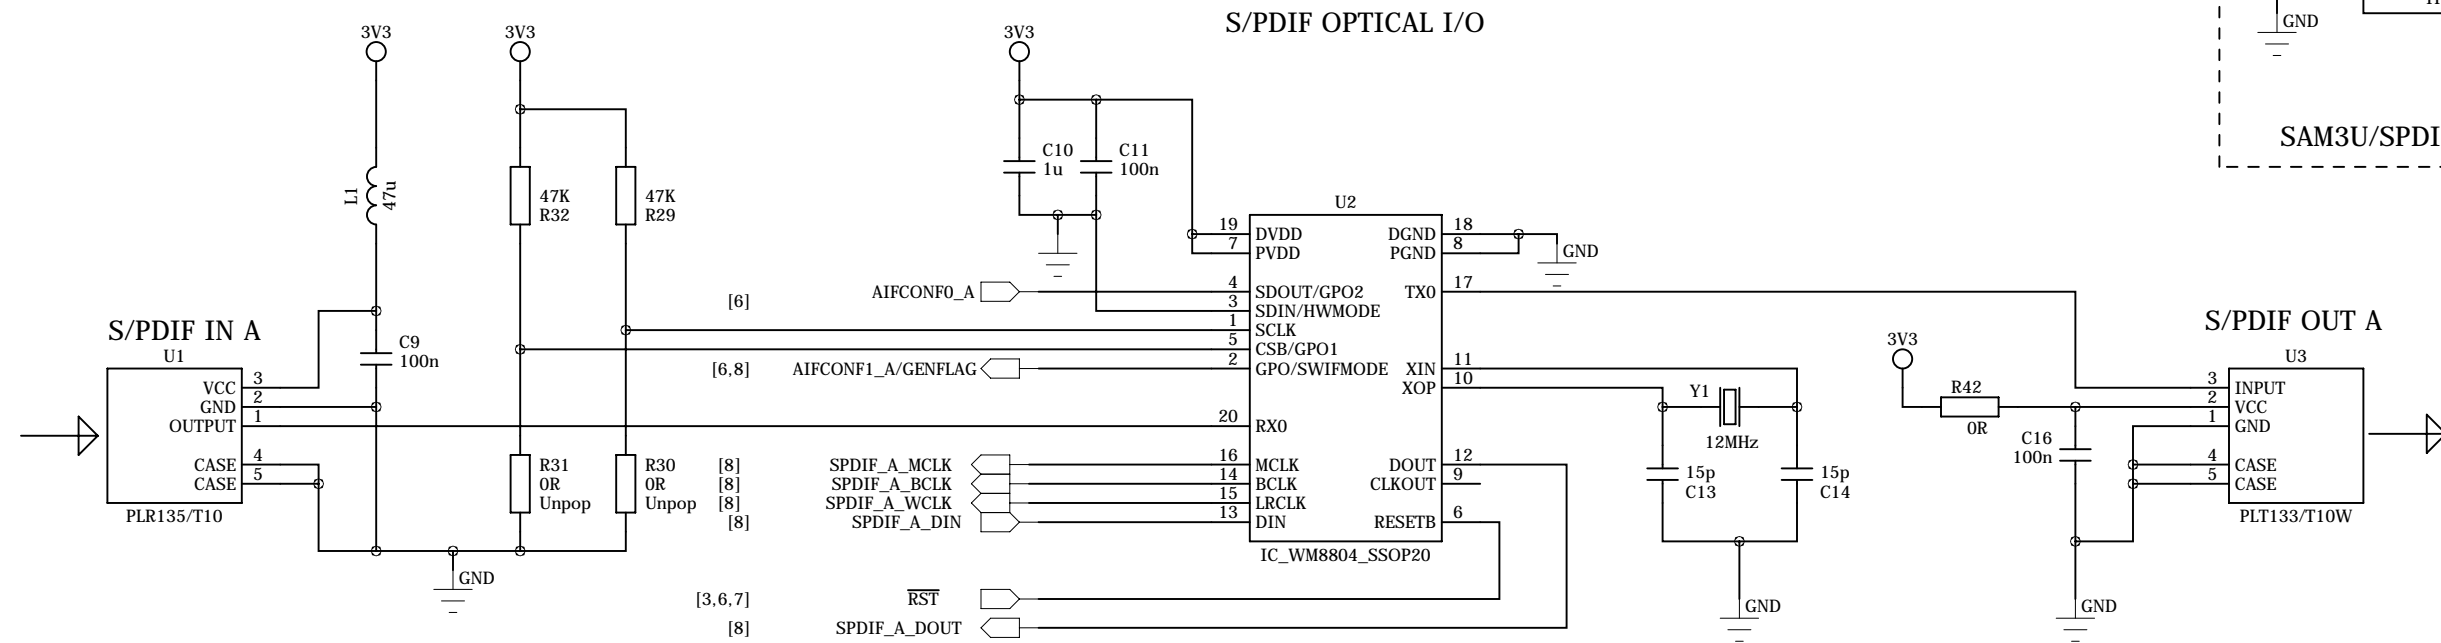 S/PDIF OPTICAL I/O
GND
SAM3U/SPDI
3V3
3V3
3V3
L1
47u
47K
R32
47K
R29
C10
1u
C11
100n
U2
19
DVDD
7
PVDD
4
SDOUT/GPO2
3
SDIN/HWMODE
1
SCLK
5
CSB/GPO1
2
GPO/SWIFMODE
20
RX0
16
MCLK
14
BCLK
15
LRCLK
13
DIN
DGND
18
PGND
8
GND
TX0
17
XIN
11
XOP
10
DOUT
12
CLKOUT
9
RESETB
6
IC_WM8804_SSOP20
[6]
AIFCONF0_A
[6,8]
AIFCONF1_A/GENFLAG
[8]
SPDIF_A_MCLK
[8]
SPDIF_A_BCLK
[8]
SPDIF_A_WCLK
[8]
SPDIF_A_DIN
[3,6,7]
RST
[8]
SPDIF_A_DOUT
S/PDIF IN A
U1
VCC
3
GND
2
OUTPUT
1
CASE
4
CASE
5
PLR135/T10
C9
100n
R31
0R
Unpop
R30
0R
Unpop
GND
Y1
12MHz
15p
C13
15p
C14
GND
3V3
R42
0R
C16
100n
GND
S/PDIF OUT A
U3
3
INPUT
2
VCC
1
GND
4
CASE
5
CASE
PLT133/T10W